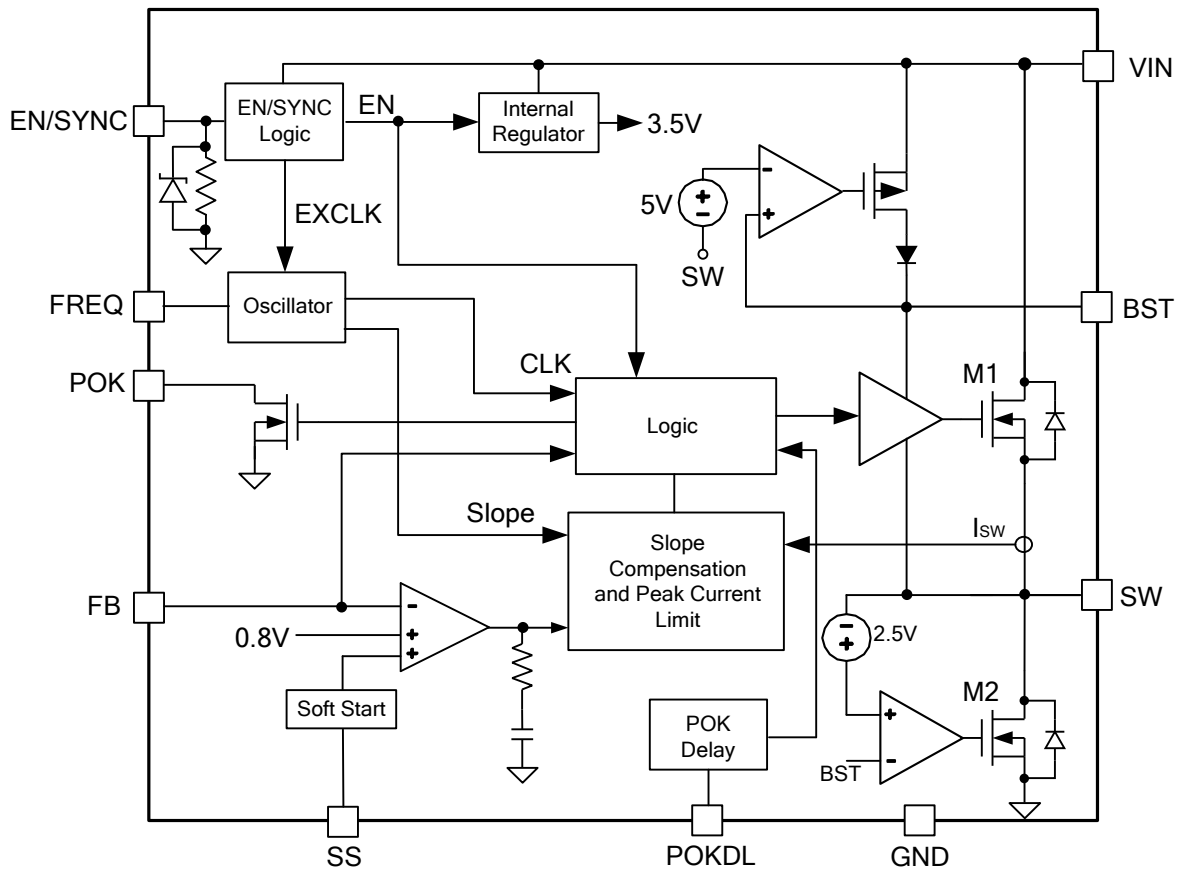 VIN
EN/SYNC
EN/SYNC
Logic
EN
Internal
Regulator
3.5V
-
+
5V
+
-
SW
EXCLK
FREQ
Oscillator
BST
POK
CLK
M1
Logic
Slope
ISW
Slope
Compensation
and Peak Current
Limit
FB
-
0.8V
+
+
SW
-
+
2.5V
Soft Start
POK
Delay
M2
+
-
BST
SS
POKDL
GND